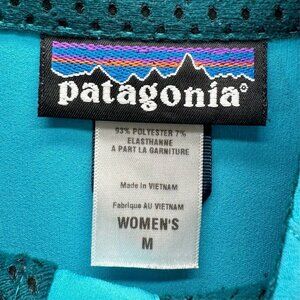 patagonia®
93% POLYESTER 7%
ELASTHANNE
A PART LA GARNITURE
Made in VIETNAM
Fabriqué AU VIETNAM
WOMEN'S
M